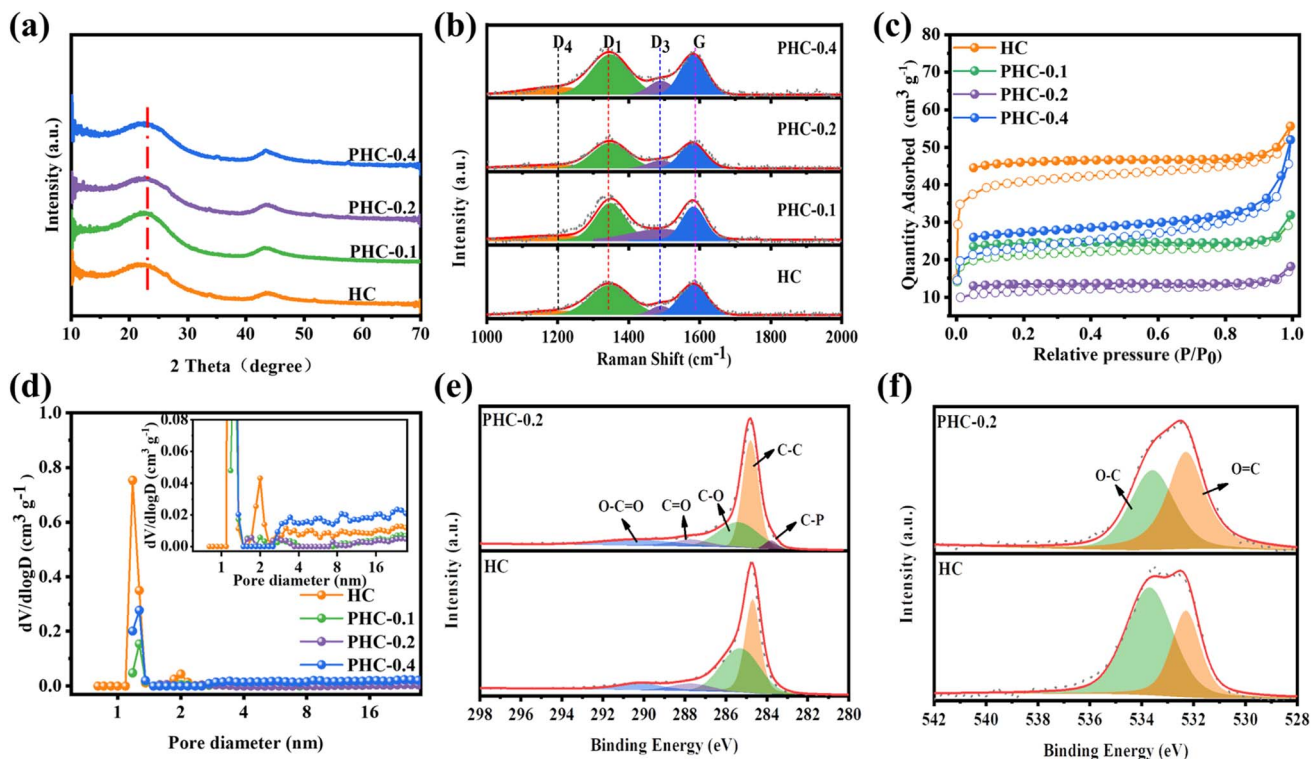 (a)
Intensity (a.u.)
PHC-0.4
PHC-0.2
PHC-0.1
HC
10 20 30 40 50 60 70
2 Theta（degree）
(b)
Intensity (a.u.)
D4 D1 D3 G
PHC-0.4
PHC-0.2
PHC-0.1
HC
1000 1200 1400 1600 1800 2000
Raman Shift (cm-1)
(c)
Quantity Adsorbed (cm3 g-1)
80
70
60
50
40
30
20
10
HC
PHC-0.1
PHC-0.2
PHC-0.4
0.0 0.2 0.4 0.6 0.8 1.0
Relative pressure (P/P0)
(d)
dV/dlogD (cm3 g-1)
1.0
0.8
0.6
0.4
0.2
0.0
dV/dlogD (cm3 g-1)
0.08
0.06
0.04
0.02
0.00
1 2 4 8 16
Pore diameter (nm)
HC
PHC-0.1
PHC-0.2
PHC-0.4
1 2 4 8 16
Pore diameter (nm)
(e)
Intensity (a.u.)
PHC-0.2
C-C
O-C=O C=O C-O
C-P
HC
298 296 294 292 290 288 286 284 282 280
Binding Energy (eV)
(f)
Intensity (a.u.)
PHC-0.2
O-C
O=C
HC
542 540 538 536 534 532 530 528
Binding Energy (eV)